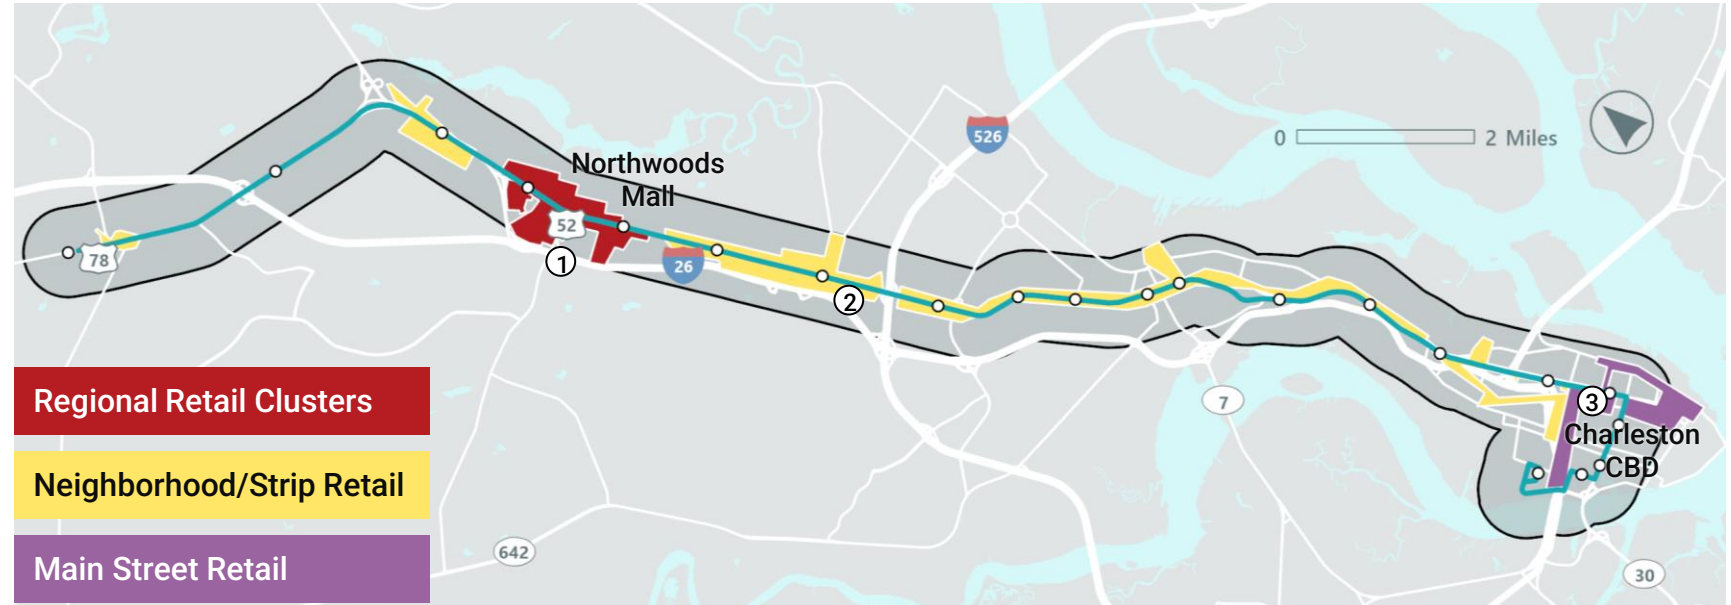 526
0
2 Miles
Northwoods
Mall
52
78
1
26
2
Regional Retail Clusters
7
3
Charleston
CBD
Neighborhood/Strip Retail
642
Main Street Retail
30